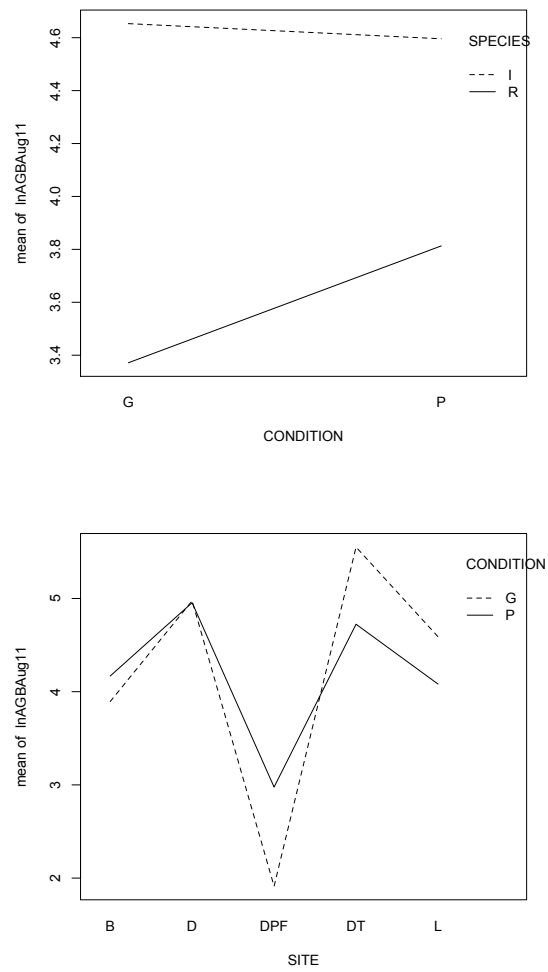 4.6
4.4
4.2
4.0
3.8
3.6
3.4
mean of lnAGBAug11
SPECIES
I
R
G P
CONDITION
5
4
3
2
mean of lnAGBAug11
CONDITION
G
P
B D DPF DT L
SITE